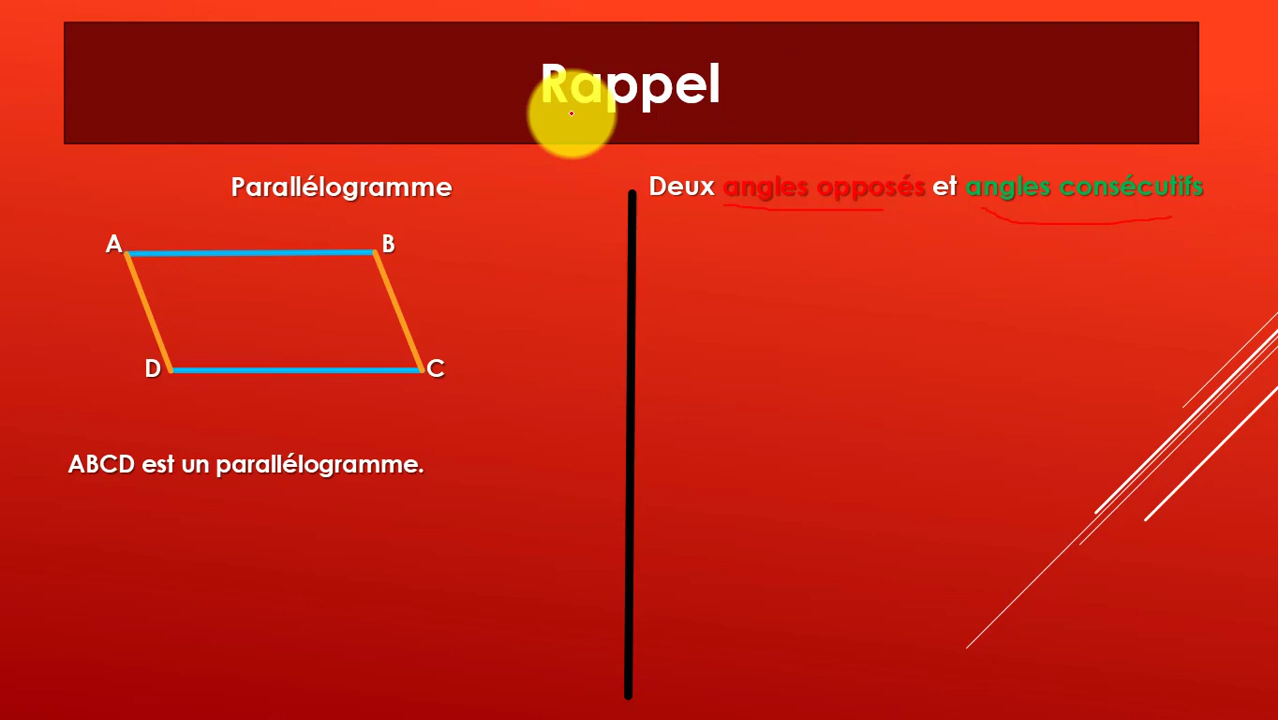 Rappel
Parallélogramme
Deux angles opposés et angles consécutifs
A
B
D
C
ABCD est un parallélogramme.